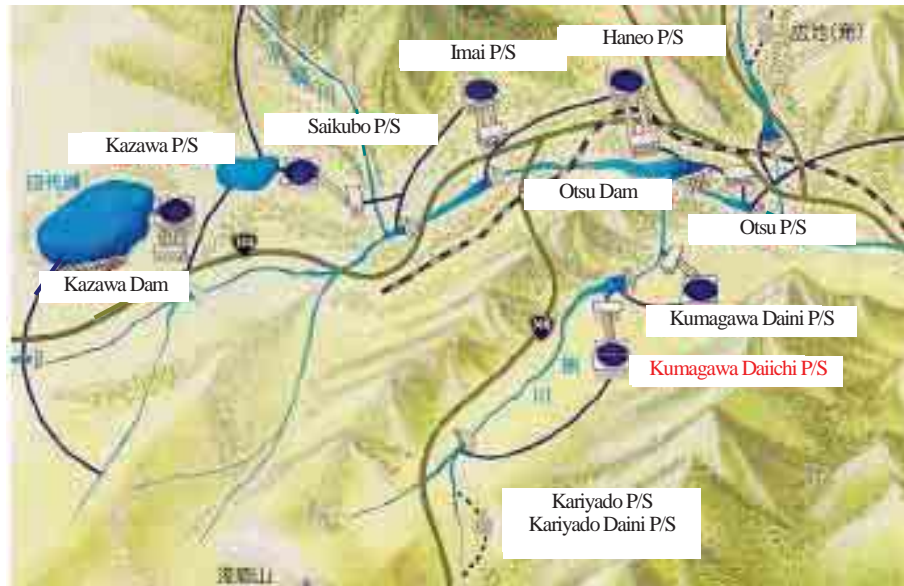 Haneo P/S
Imai P/S
Saikubo P/S
Kazawa P/S
Otsu Dam
Otsu P/S
Kazawa Dam
Kumagawa Daini P/S
Kumagawa Daiichi P/S
Kariyado P/S
Kariyado Daini P/S